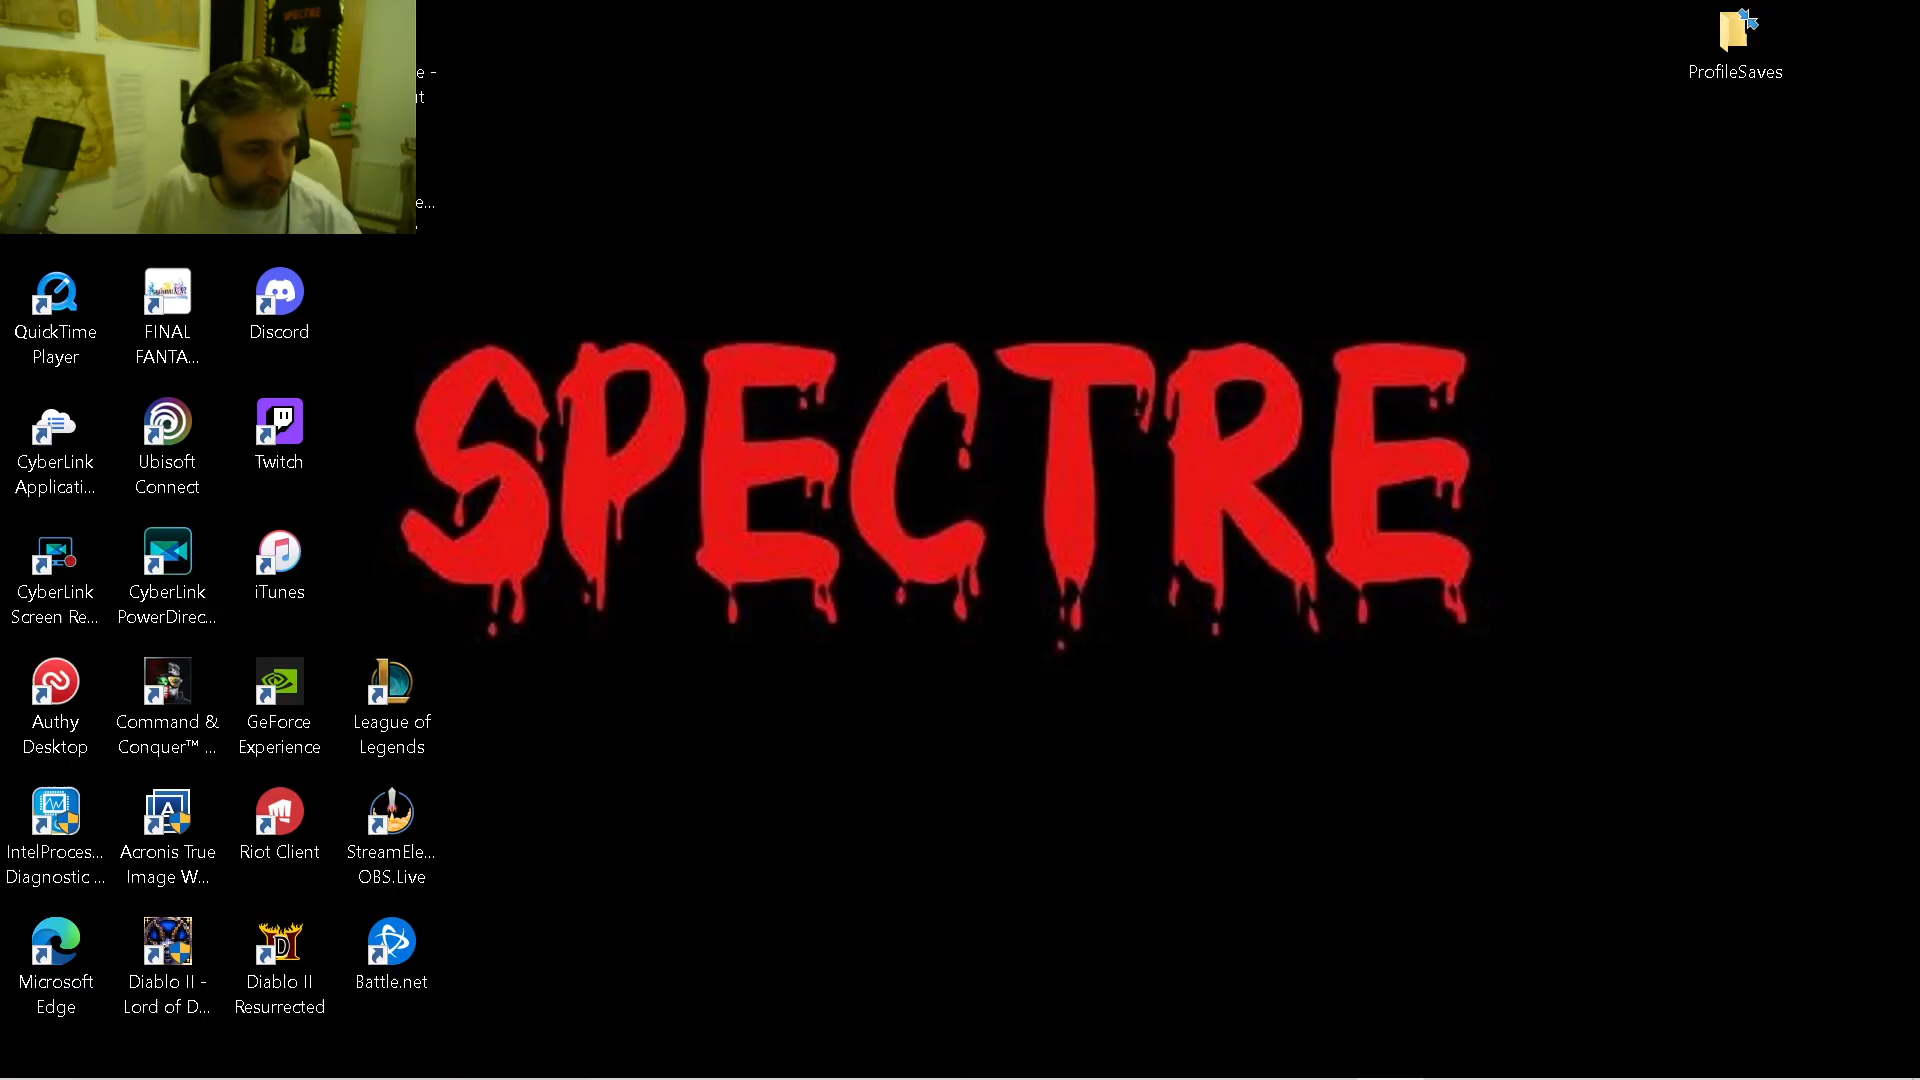 SPECTRE
ProfileSaves
e -
e...
QuickTime
Player
FINAL
FANTA...
Discord
CyberLink
Applicati...
Ubisoft
Connect
Twitch
SPECTRE
CyberLink
Screen Re...
CyberLink
PowerDirec...
iTunes
Authy
Desktop
Command &
Conquer™ ...
GeForce
Experience
League of
Legends
IntelProces...
Diagnostic ...
Acronis True
Image W...
Riot Client
StreamEle...
OBS.Live
Microsoft
Edge
Diablo II -
Lord of D...
Diablo II
Resurrected
Battle.net